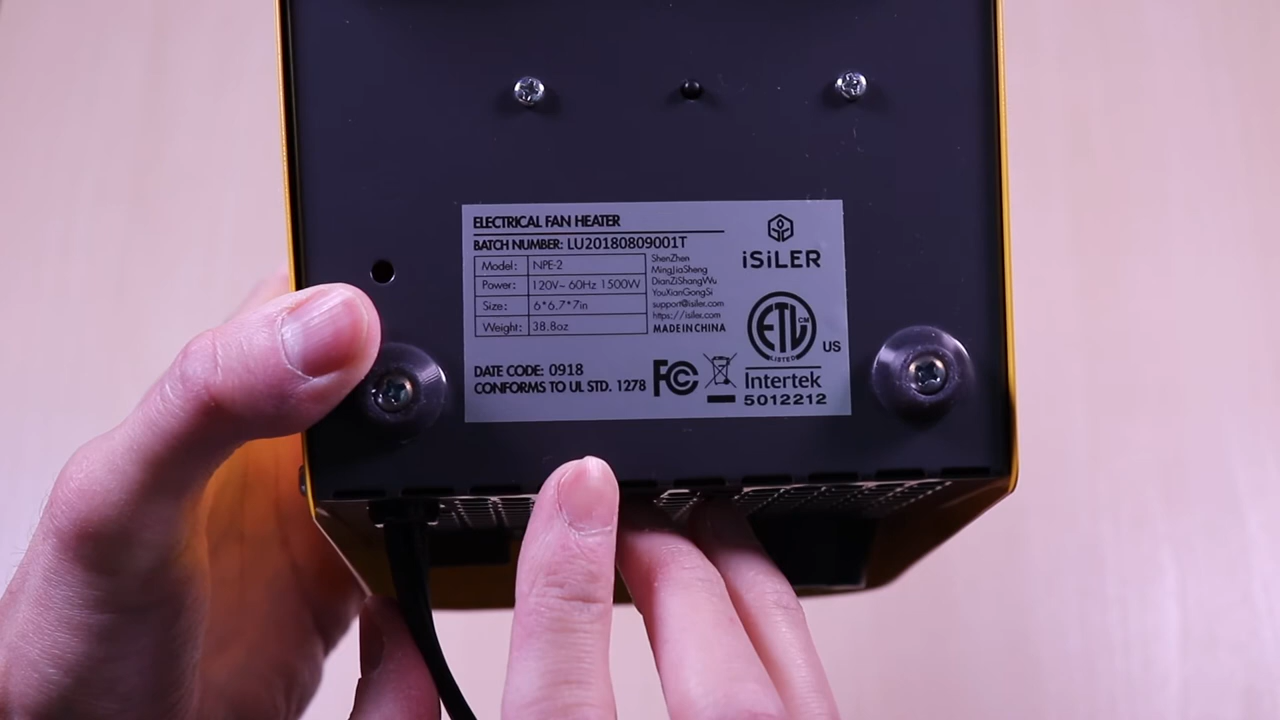 ELECTRICAL FAN HEATER
BATCH NUMBER: LU20180809001T
Model: NPE-2
Power: 120V~ 60Hz 1500W
Size: 6*6.7*7in
Weight: 38.8oz
ShenZhen
MingJiaSheng
DianZiShangWu
YouXianGongSi
support@isiler.com
https://isiler.com
MADE IN CHINA
DATE CODE: 0918
CONFORMS TO UL STD. 1278
FC
iSiLER
ETL CM
LISTED
US
Intertek
5012212